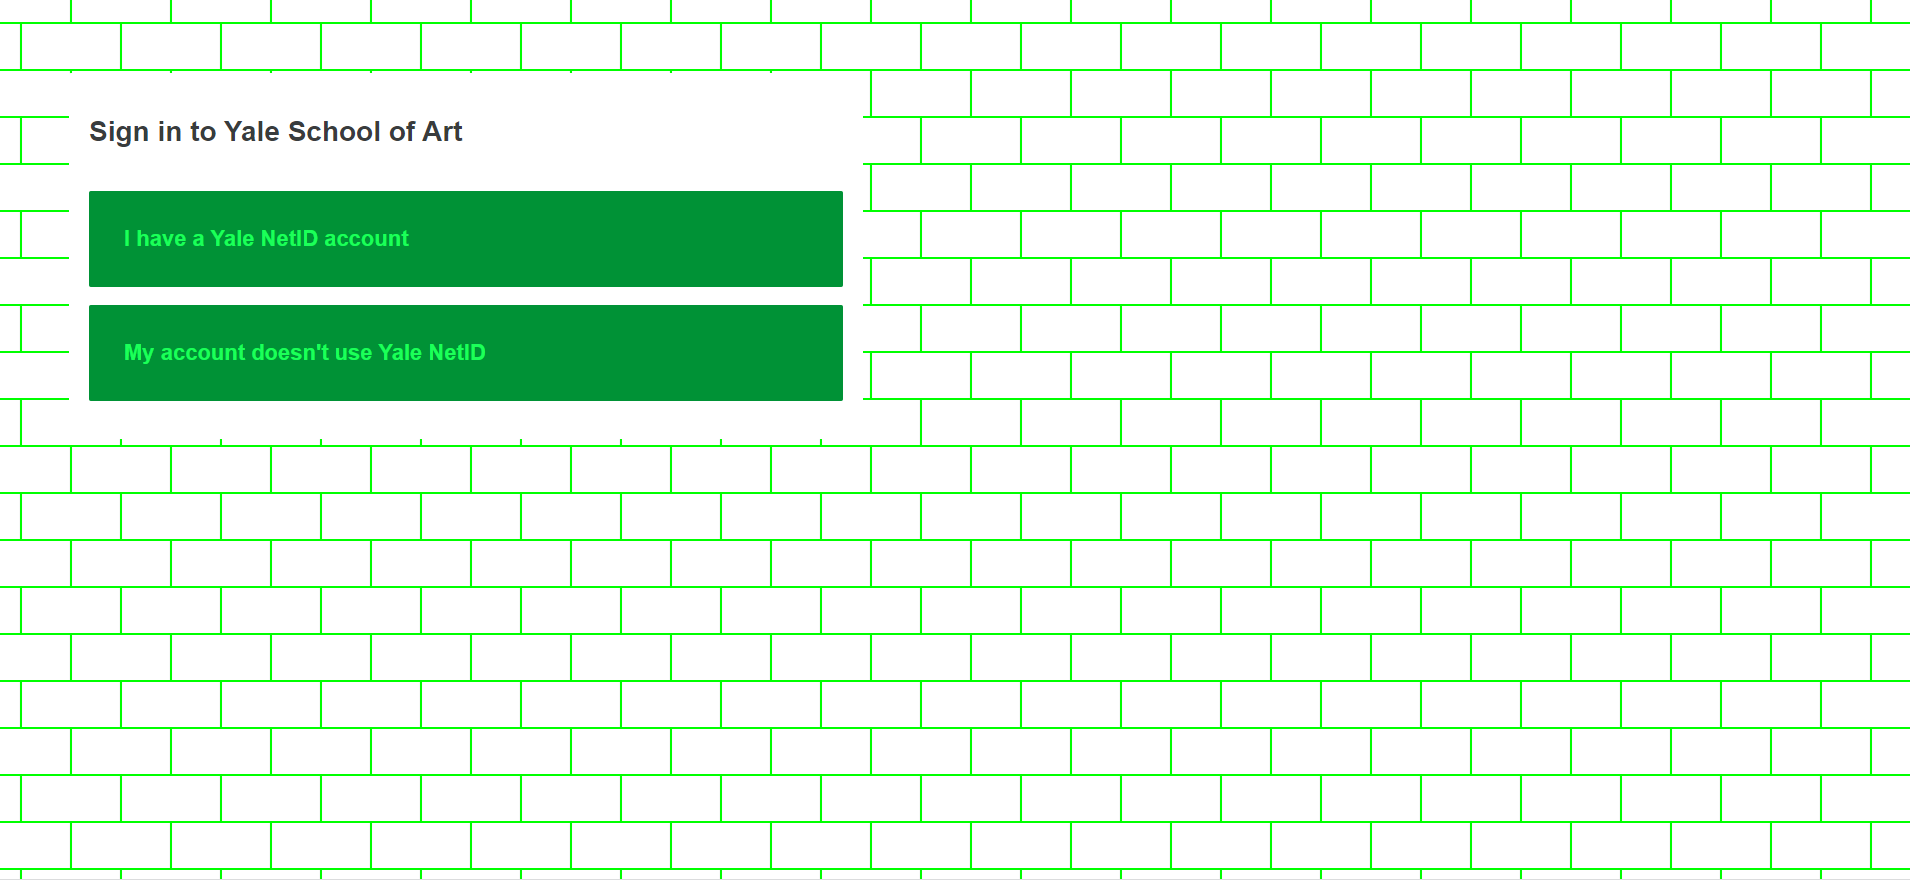 Sign in to Yale School of Art
I have a Yale NetID account
My account doesn't use Yale NetID